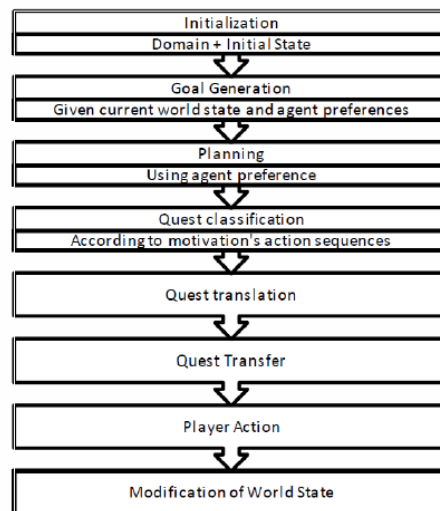 Initialization
Domain + Initial State
Goal Generation
Given current world state and agent preferences
Planning
Using agent preference
Quest classification
According to motivation's action sequences
Quest translation
Quest Transfer
Player Action
Modification of World State